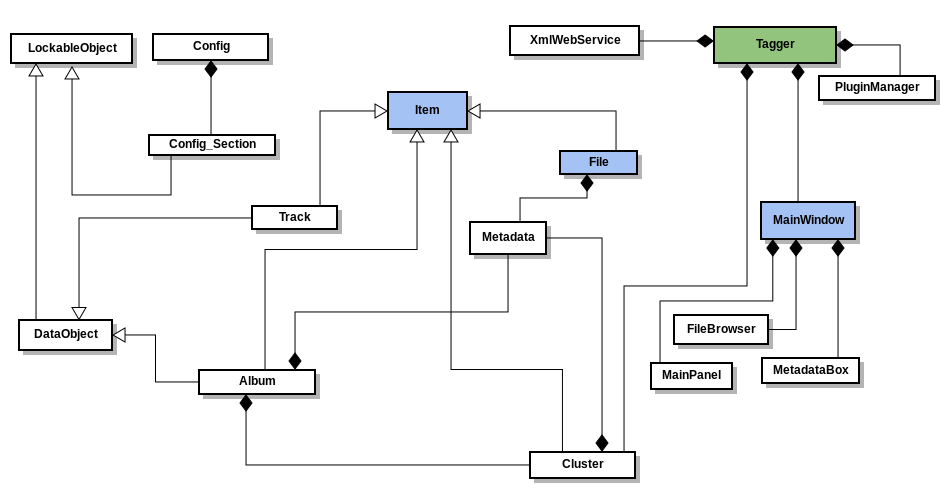 XmlWebService
Tagger
LockableObject
Config
PluginManager
Item
Config_Section
File
Track
MainWindow
Metadata
FileBrowser
DataObject
MainPanel
MetadataBox
Album
Cluster